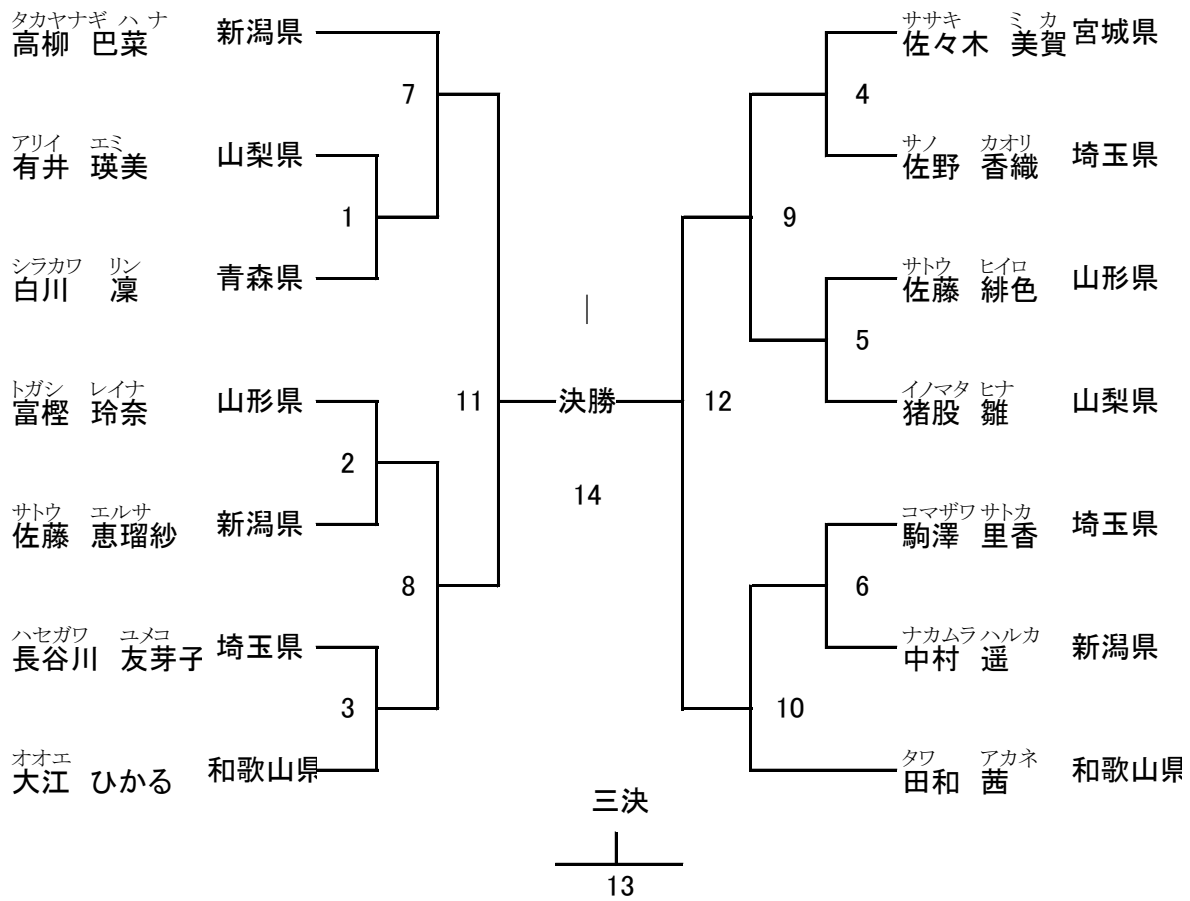 タカヤナギ ハ ナ
高柳 巴菜 新潟県
7
アリイ エミ
有井 瑛美 山梨県
1
シラカワ リン
白川 凜 青森県
トガシ レイナ
富樫 玲奈 山形県
11
2
サトウ エルサ
佐藤 恵瑠紗 新潟県
8
ハセガワ ユメコ
長谷川 友芽子 埼玉県
3
オオエ
大江 ひかる 和歌山県
決勝
14
三決
13
ササキ ミ カ
佐々木 美賀 宮城県
4
サノ カオリ
佐野 香織 埼玉県
9
サトウ ヒイロ
佐藤 緋色 山形県
5
12
イノマタ ヒナ
猪股 雛 山梨県
コマザワ サトカ
駒澤 里香 埼玉県
6
ナカムラ ハルカ
中村 遥 新潟県
10
タワ アカネ
田和 茜 和歌山県